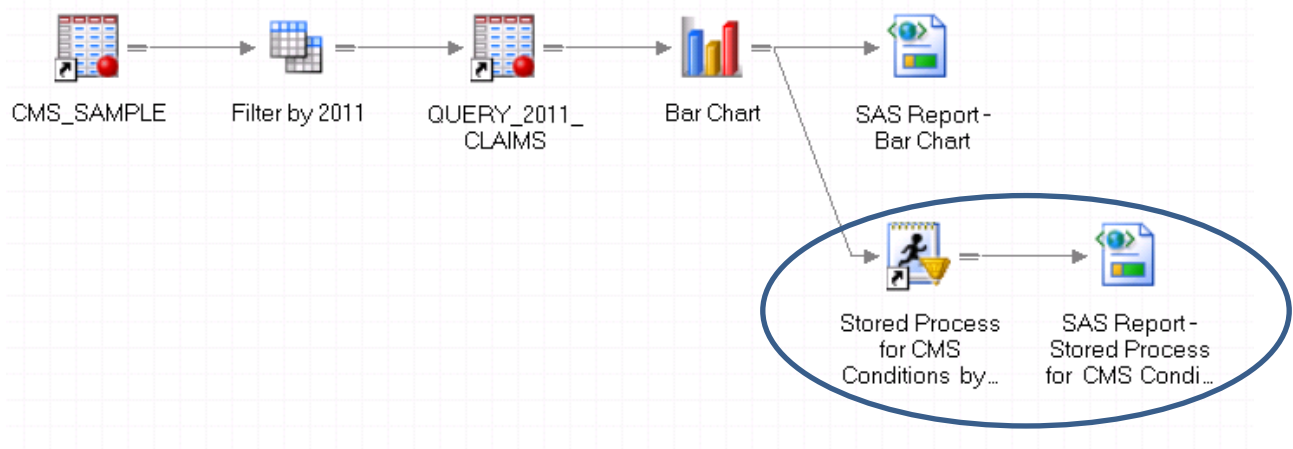 CMS_SAMPLE
Filter by 2011
QUERY_2011_
CLAIMS
Bar Chart
SAS Report -
Bar Chart
Stored Process
for CMS
Conditions by...
SAS Report -
Stored Process
for CMS Condi...